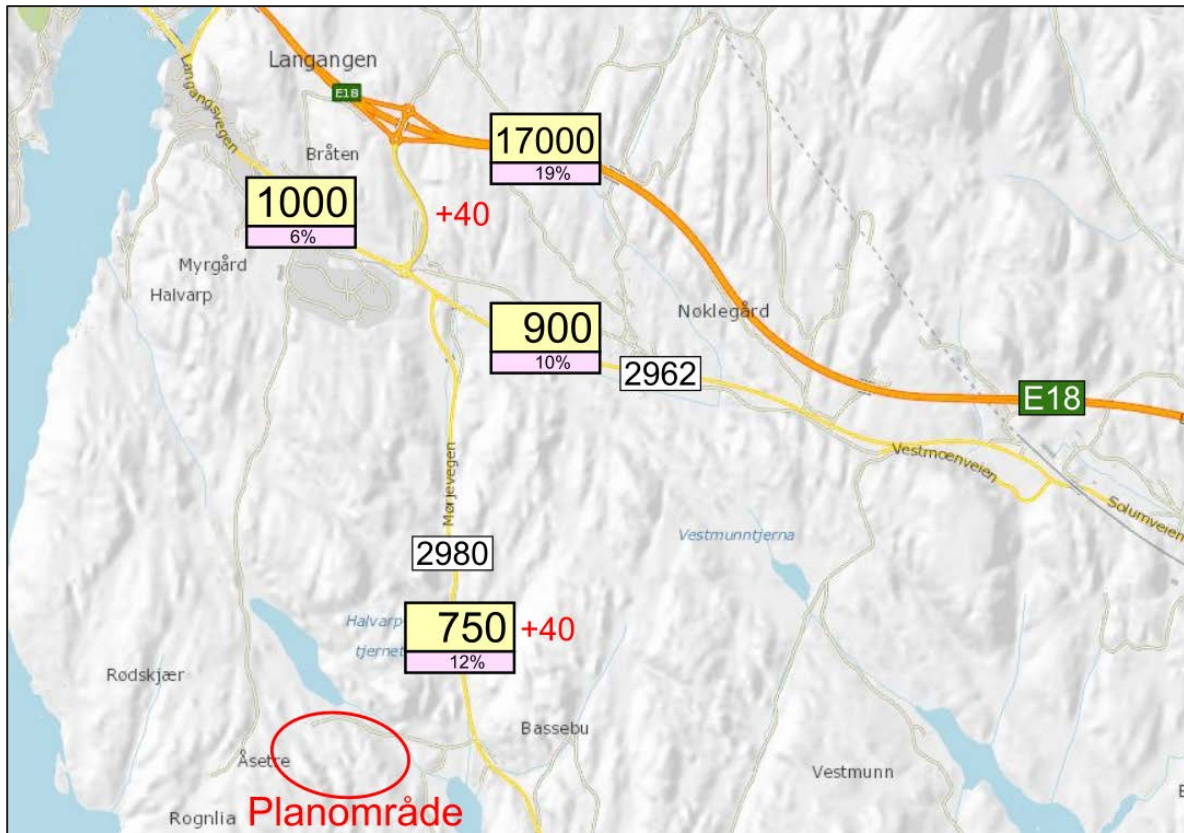 Langangen
E18
Langangsvegen
Bråten
17000
19%
1000
6%
+40
Myrgård
Halvarp
Nøklegård
900
10%
2962
E18
Vestmoenveien
Solumveien
Mørjevegen
Vestmunntjerna
2980
Halvarp
tjernet
750
+40
12%
Rødskjær
Bassebu
Åsetre
Vestmunn
Rognlia
Planområde